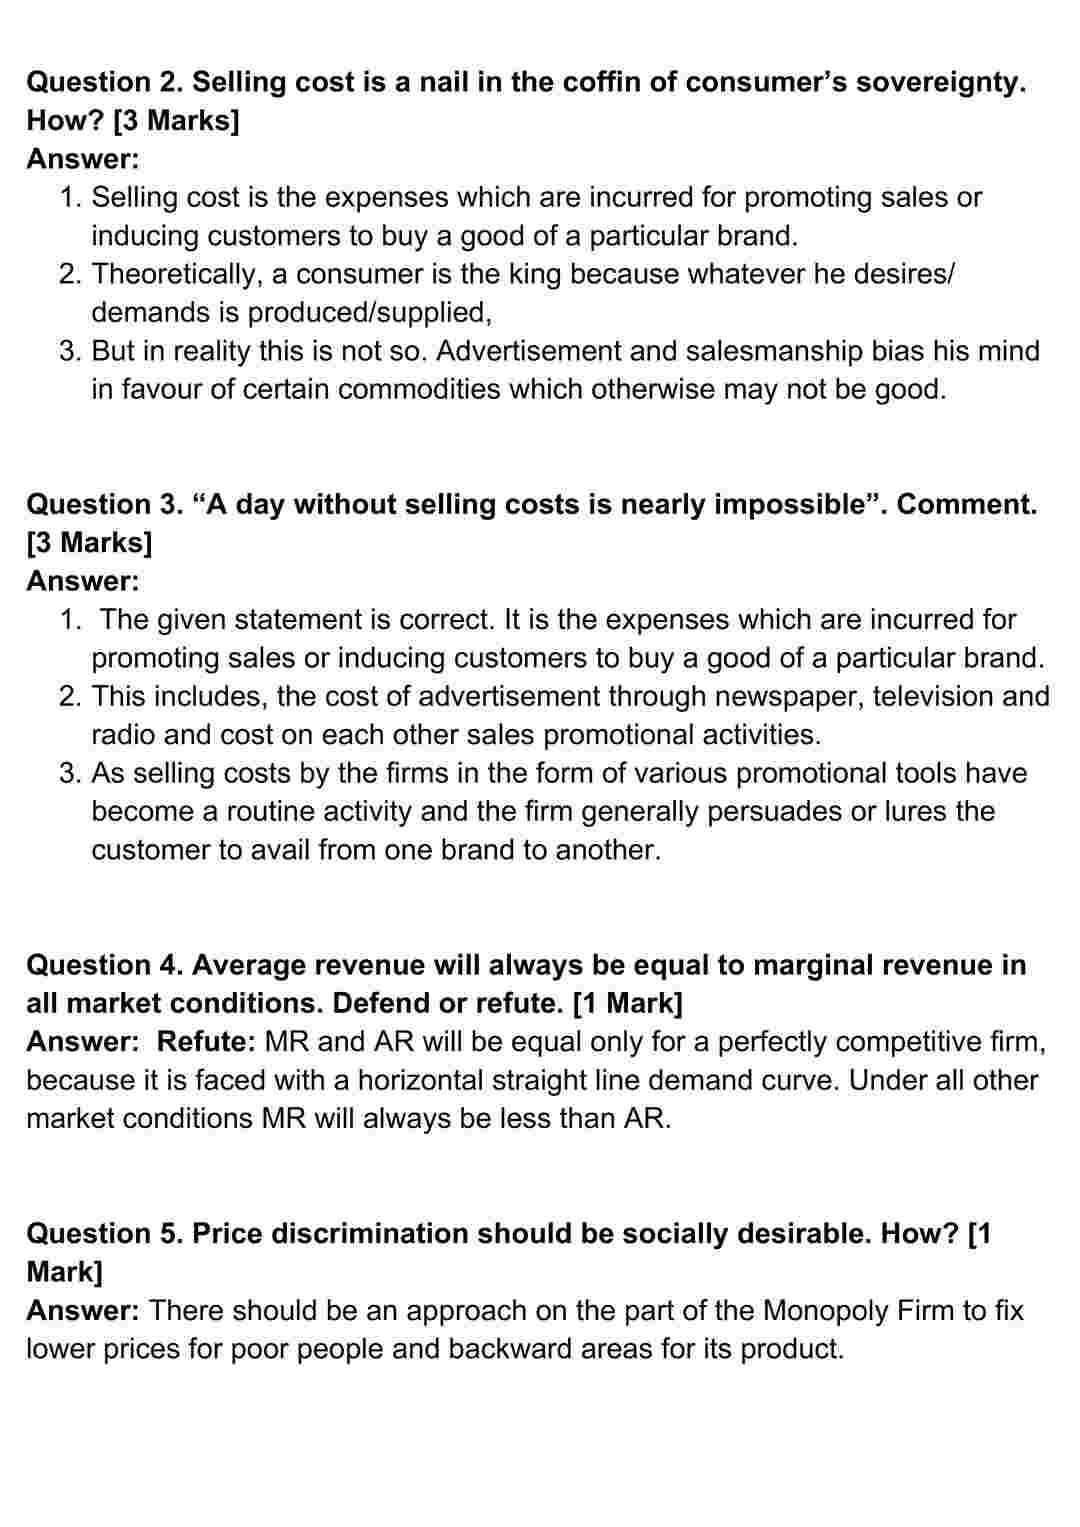 Question 2. Selling cost is a nail in the coffin of consumer’s sovereignty.
How? [3 Marks]
Answer:
1. Selling cost is the expenses which are incurred for promoting sales or
inducing customers to buy a good of a particular brand.
2. Theoretically, a consumer is the king because whatever he desires/
demands is produced/supplied,
3. But in reality this is not so. Advertisement and salesmanship bias his mind
in favour of certain commodities which otherwise may not be good.
Question 3. “A day without selling costs is nearly impossible”. Comment.
[3 Marks]
Answer:
1. The given statement is correct. It is the expenses which are incurred for
promoting sales or inducing customers to buy a good of a particular brand.
2. This includes, the cost of advertisement through newspaper, television and
radio and cost on each other sales promotional activities.
3. As selling costs by the firms in the form of various promotional tools have
become a routine activity and the firm generally persuades or lures the
customer to avail from one brand to another.
Question 4. Average revenue will always be equal to marginal revenue in
all market conditions. Defend or refute. [1 Mark]
Answer: Refute: MR and AR will be equal only for a perfectly competitive firm,
because it is faced with a horizontal straight line demand curve. Under all other
market conditions MR will always be less than AR.
Question 5. Price discrimination should be socially desirable. How? [1
Mark]
Answer: There should be an approach on the part of the Monopoly Firm to fix
lower prices for poor people and backward areas for its product.